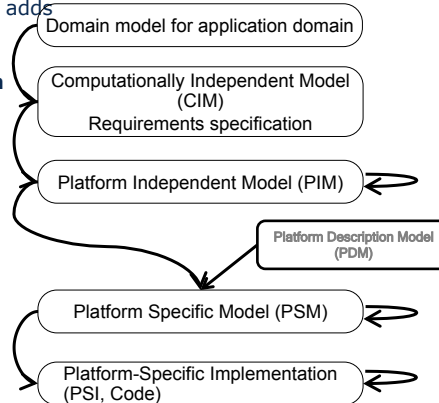 adds
Domain model for application domain
Computationally Independent Model
(CIM)
Requirements specification
Platform Independent Model (PIM)
Platform Description Model
(PDM)
Platform Specific Model (PSM)
Platform-Specific Implementation
(PSI, Code)